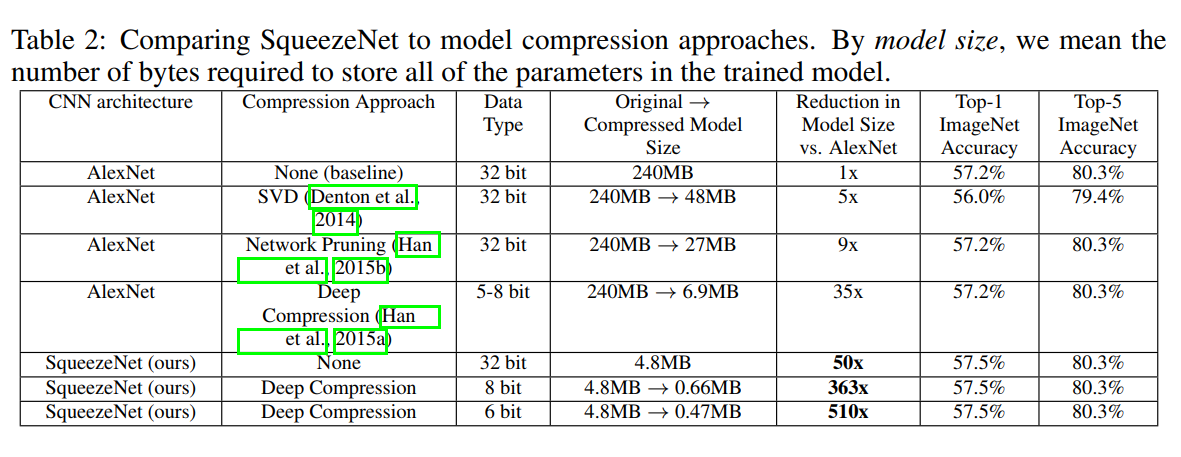 Table 2: Comparing SqueezeNet to model compression approaches. By model size, we mean the
number of bytes required to store all of the parameters in the trained model.
CNN architecture Compression Approach Data Type Original → Compressed Model Size Reduction in Model Size vs. AlexNet Top-1 ImageNet Accuracy Top-5 ImageNet Accuracy
AlexNet None (baseline) 32 bit 240MB 1x 57.2% 80.3%
AlexNet SVD (Denton et al., 2014) 32 bit 240MB → 48MB 5x 56.0% 79.4%
AlexNet Network Pruning (Han et al., 2015b) 32 bit 240MB → 27MB 9x 57.2% 80.3%
AlexNet Deep Compression (Han et al., 2015a) 5-8 bit 240MB → 6.9MB 35x 57.2% 80.3%
SqueezeNet (ours) None 32 bit 4.8MB 50x 57.5% 80.3%
SqueezeNet (ours) Deep Compression 8 bit 4.8MB → 0.66MB 363x 57.5% 80.3%
SqueezeNet (ours) Deep Compression 6 bit 4.8MB → 0.47MB 510x 57.5% 80.3%